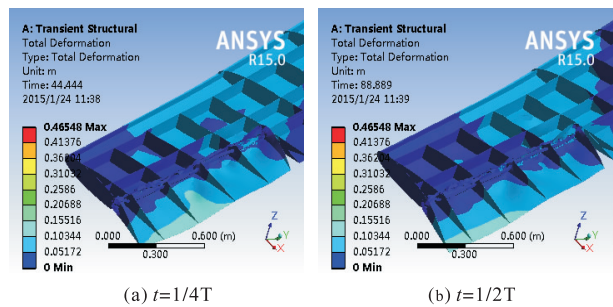 A: Transient Structural
Total Deformation
Type: Total Deformation
Unit: m
Time: 44.444
2015/1/24 11:38
ANSYS
R15.0
0.46548 Max
0.41376
0.36204
0.31032
0.2586
0.20688
0.15516
0.10344
0.05172
0 Min
0.000
0.600 (m)
0.300
Z
Y
X
(a) t=1/4T
A: Transient Structural
Total Deformation
Type: Total Deformation
Unit: m
Time: 88.889
2015/1/24 11:39
ANSYS
R15.0
0.46548 Max
0.41376
0.36204
0.31032
0.2586
0.20688
0.15516
0.10344
0.05172
0 Min
0.000
0.600 (m)
0.300
Z
Y
X
(b) t=1/2T